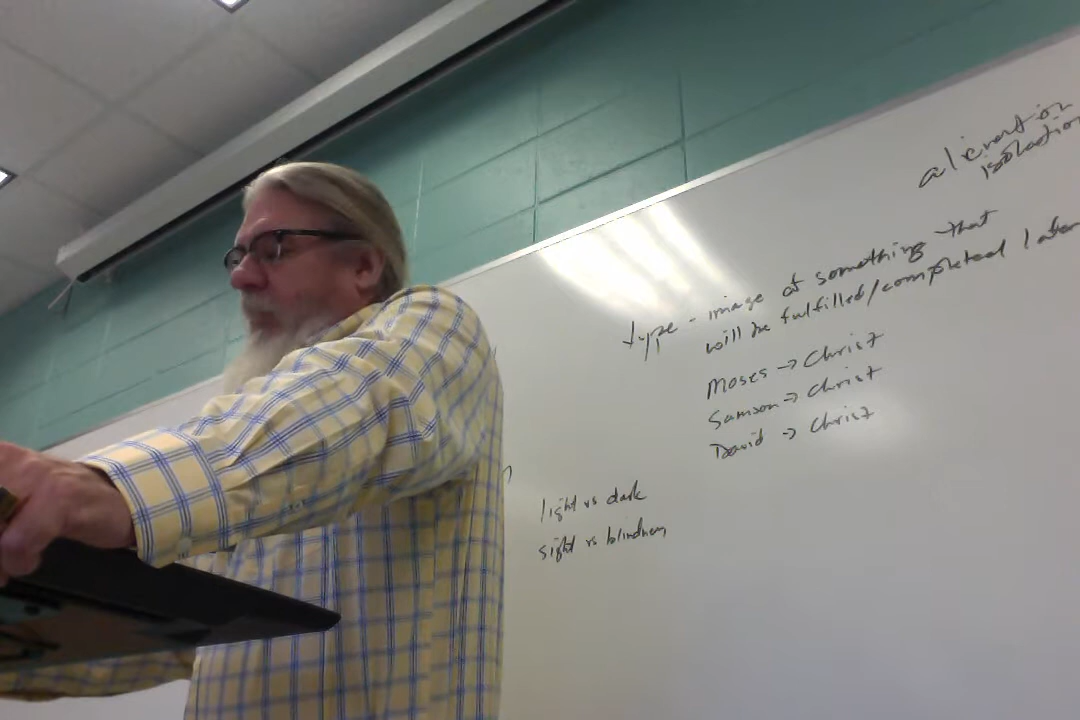 alienation
isolation
type - image of something that
will be fulfilled/completed later
Moses → Christ
Samson → Christ
David → Christ
light vs dark
sight vs blindness